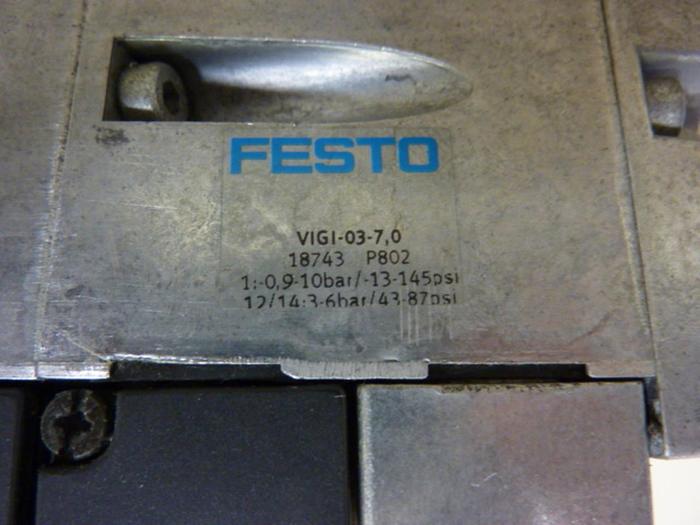 FESTO
VIGI-03-7,0
18743 P802
1:-0,9-10bar/-13-145psi
12/14:3-6bar/43-87psi